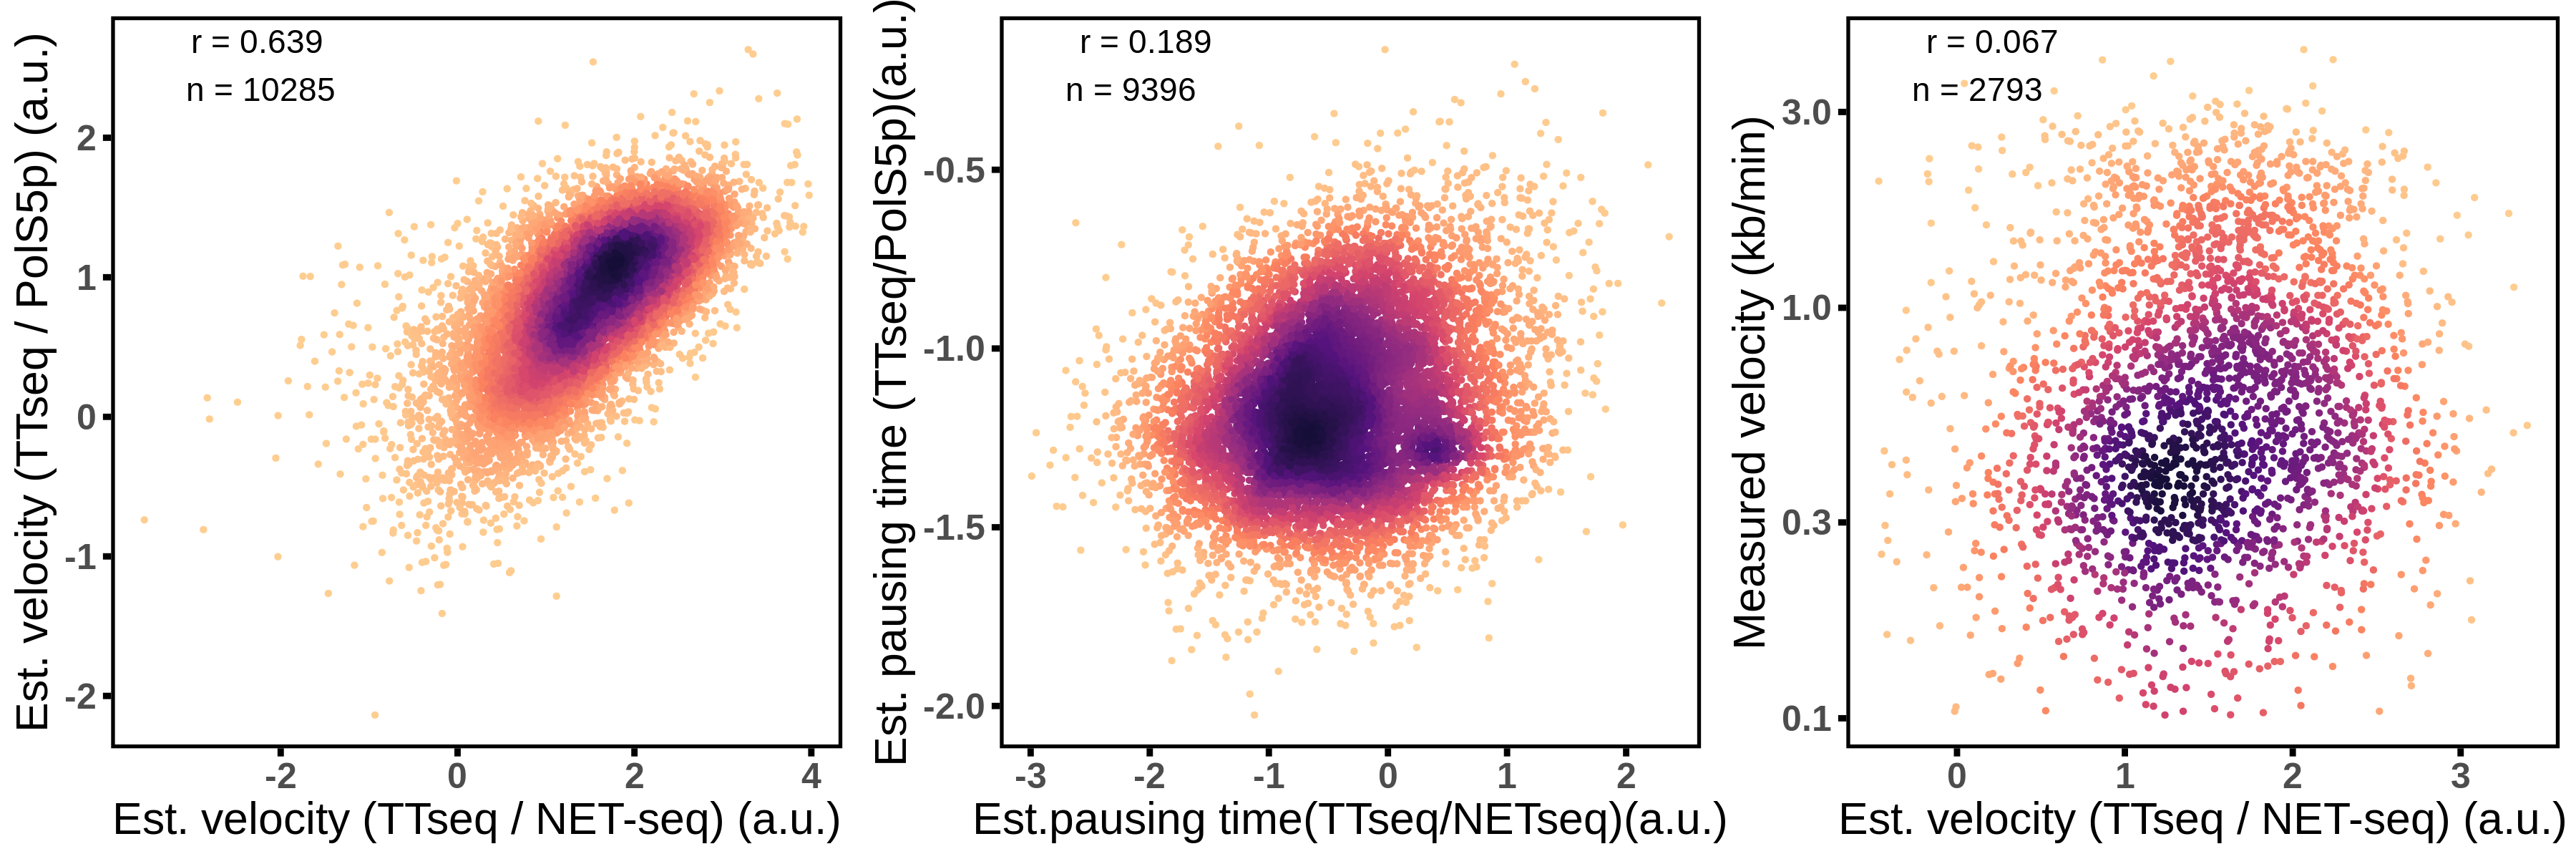 r = 0.639
n = 10285
Est. velocity (TTseq / PolS5p) (a.u.)
2
1
0
-1
-2
-2 0 2 4
Est. velocity (TTseq / NET-seq) (a.u.)
r = 0.189
n = 9396
Est. pausing time (TTseq/PolS5p)(a.u.)
-0.5
-1.0
-1.5
-2.0
-3 -2 -1 0 1 2
Est.pausing time(TTseq/NETseq)(a.u.)
r = 0.067
n = 2793
Measured velocity (kb/min)
3.0
1.0
0.3
0.1
0 1 2 3
Est. velocity (TTseq / NET-seq) (a.u.)